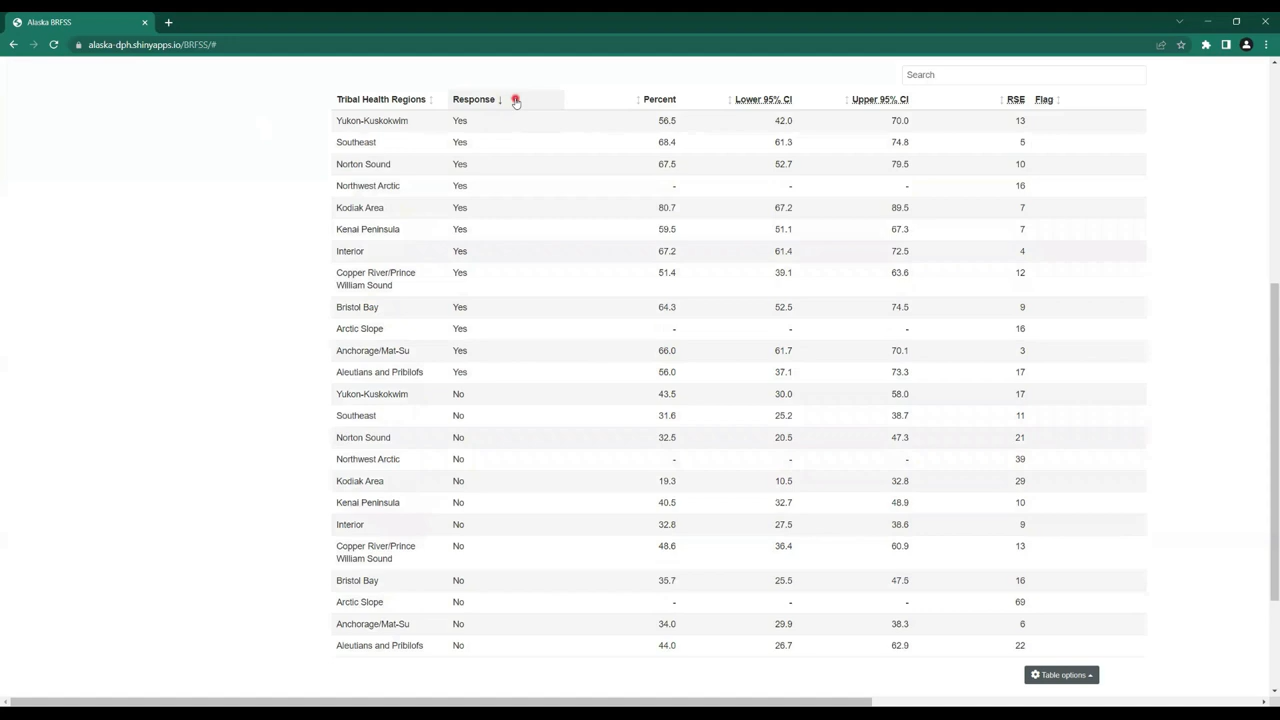 Alaska BRFSS
alaska-dph.shinyapps.io/BRFSS/#
Search
Tribal Health Regions Response ↓ Percent Lower 95% CI Upper 95% CI RSE Flag
Yukon-Kuskokwim Yes 56.5 42.0 70.0 13
Southeast Yes 68.4 61.3 74.8 5
Norton Sound Yes 67.5 52.7 79.5 10
Northwest Arctic Yes - - - 16
Kodiak Area Yes 80.7 67.2 89.5 7
Kenai Peninsula Yes 59.5 51.1 67.3 7
Interior Yes 67.2 61.4 72.5 4
Copper River/Prince Yes 51.4 39.1 63.6 12
William Sound
Bristol Bay Yes 64.3 52.5 74.5 9
Arctic Slope Yes - - - 16
Anchorage/Mat-Su Yes 66.0 61.7 70.1 3
Aleutians and Pribilofs Yes 56.0 37.1 73.3 17
Yukon-Kuskokwim No 43.5 30.0 58.0 17
Southeast No 31.6 25.2 38.7 11
Norton Sound No 32.5 20.5 47.3 21
Northwest Arctic No - - - 39
Kodiak Area No 19.3 10.5 32.8 29
Kenai Peninsula No 40.5 32.7 48.9 10
Interior No 32.8 27.5 38.6 9
Copper River/Prince No 48.6 36.4 60.9 13
William Sound
Bristol Bay No 35.7 25.5 47.5 16
Arctic Slope No - - - 69
Anchorage/Mat-Su No 34.0 29.9 38.3 6
Aleutians and Pribilofs No 44.0 26.7 62.9 22
Table options